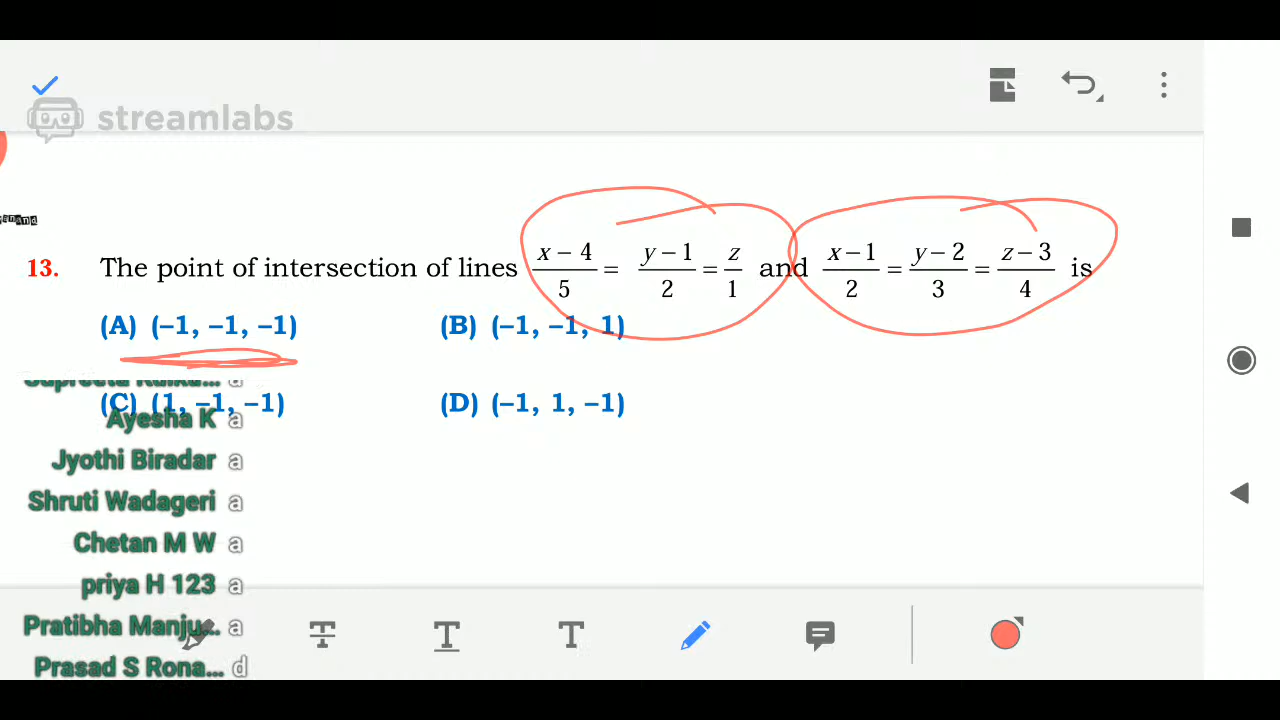 streamlabs
13. The point of intersection of lines (x – 4)/5 = (y – 1)/2 = z/1 and (x – 1)/2 = (y – 2)/3 = (z – 3)/4 is
(A) (–1, –1, –1) (B) (–1, –1, 1)
a
(C) (1, –1, –1) (D) (–1, 1, –1)
Ayesha K a
Jyothi Biradar a
Shruti Wadageri a
Chetan M W a
priya H 123 a
Pratibha Manju... a
Prasad S Rona... d
T T T